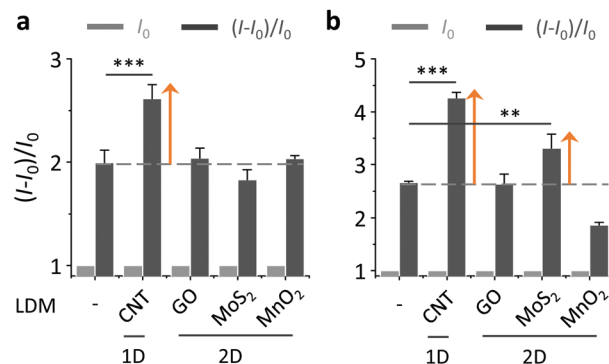 a
I₀ (I-I₀)/I₀
(I-I₀)/I₀
3
2
1
***
LDM
- CNT GO MoS₂ MnO₂
1D 2D
b
I₀ (I-I₀)/I₀
5
4
3
2
1
***
**
- CNT GO MoS₂ MnO₂
1D 2D